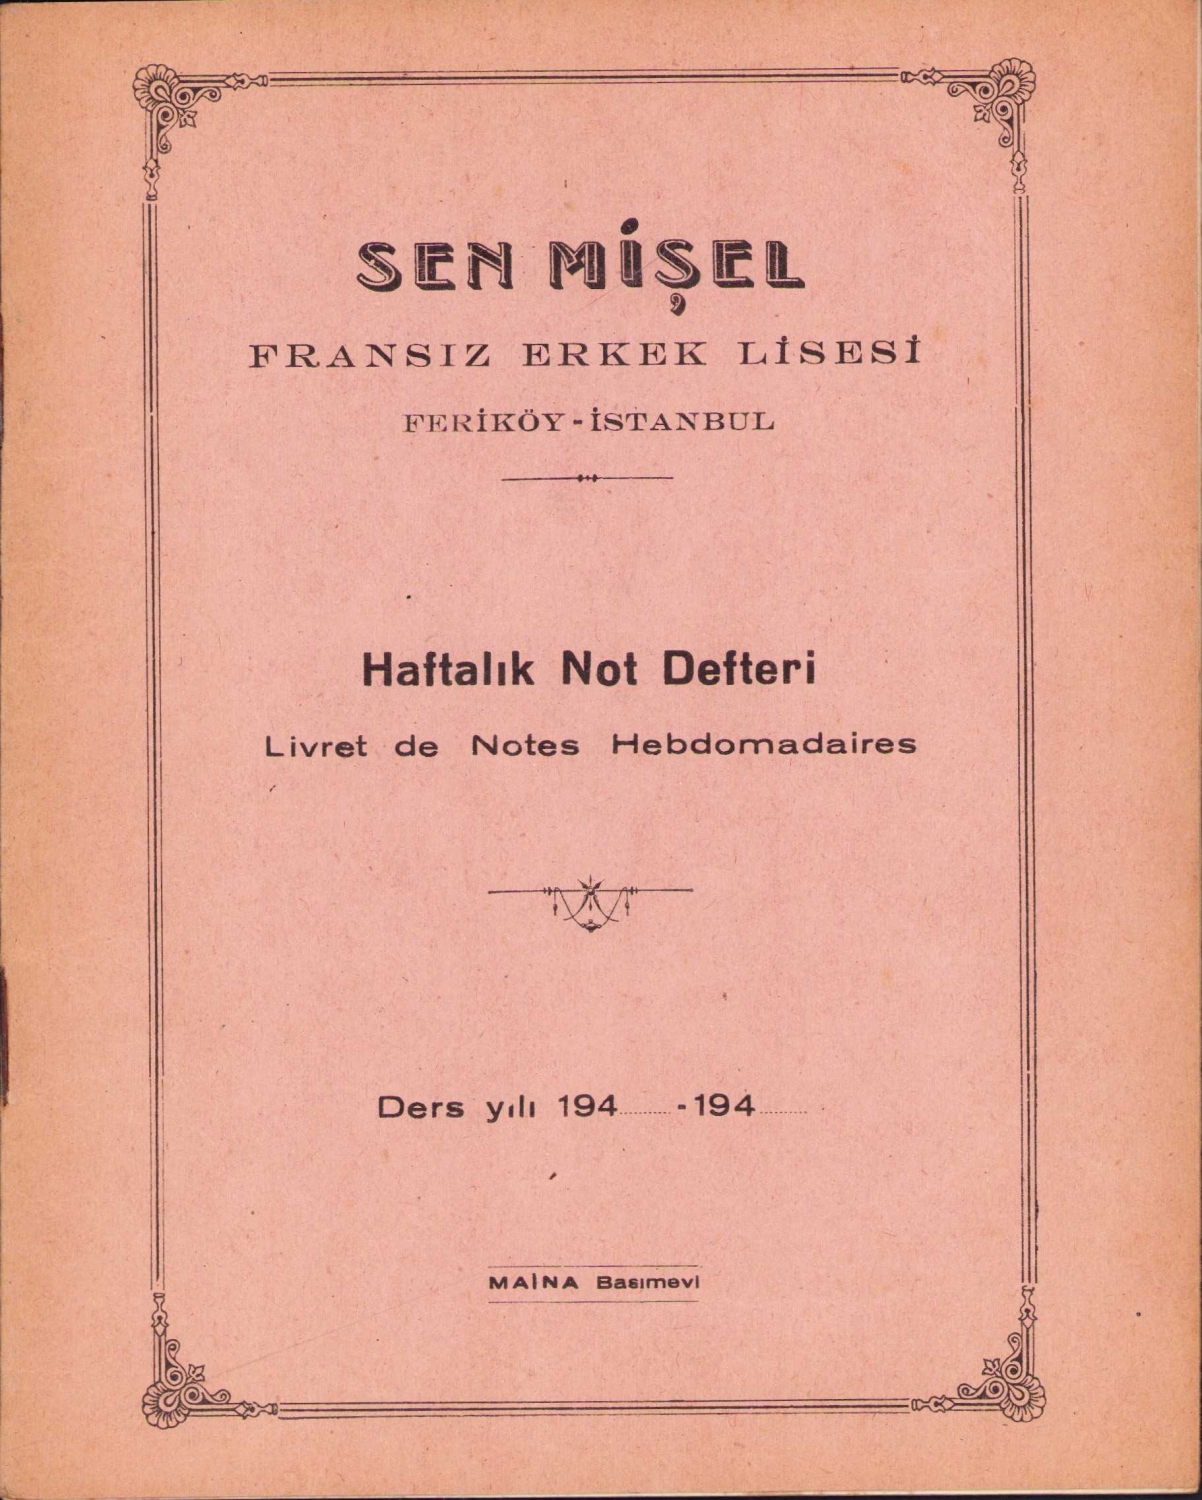 SEN MİŞEL
FRANSIZ ERKEK LİSESİ
FERİKÖY - İSTANBUL
Haftalık Not Defteri
Livret de Notes Hebdomadaires
Ders yılı 194........ - 194........
MAİNA Basımevi